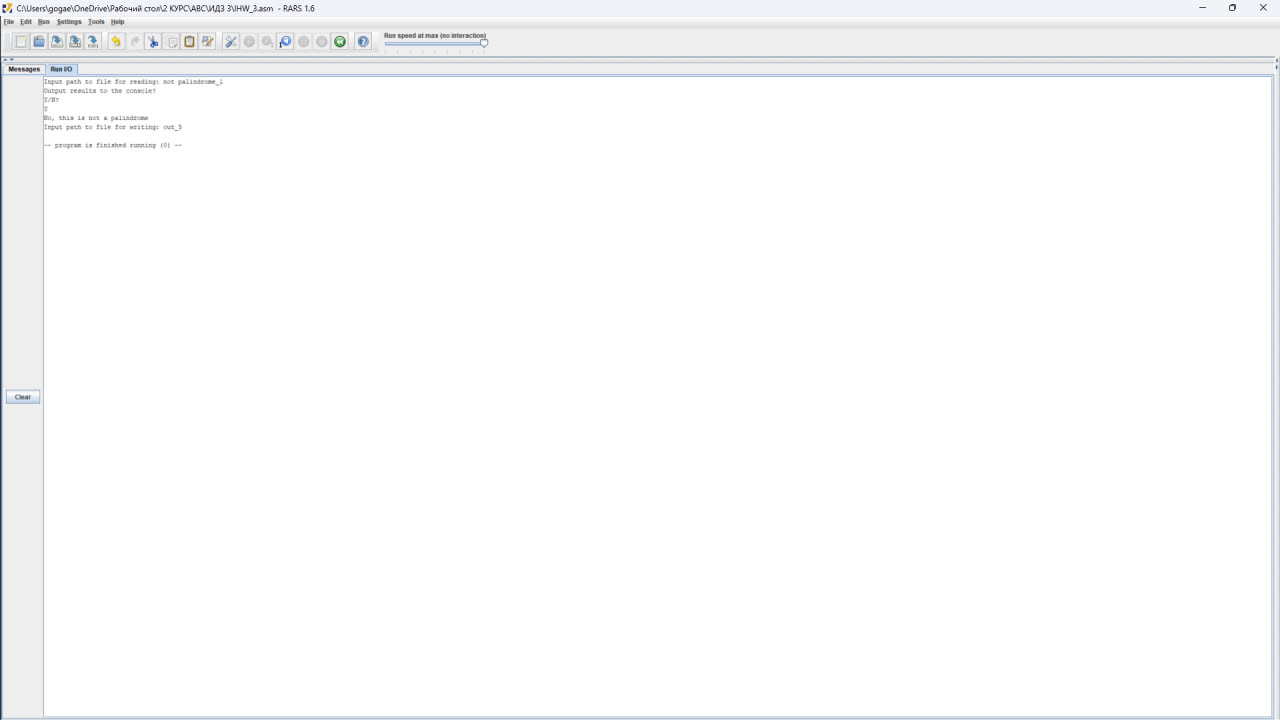 C:\Users\gogae\OneDrive\Рабочий стол\2 КУРС\АВС\ИДЗ 3\IHW_3.asm - RARS 1.6
File Edit Run Settings Tools Help
Run speed at max (no interaction)
Messages Run I/O
Input path to file for reading: not palindrome_1
Output results to the console?
Y/N?
Y
No, this is not a palindrome
Input path to file for writing: out_5
-- program is finished running (0) --
Clear